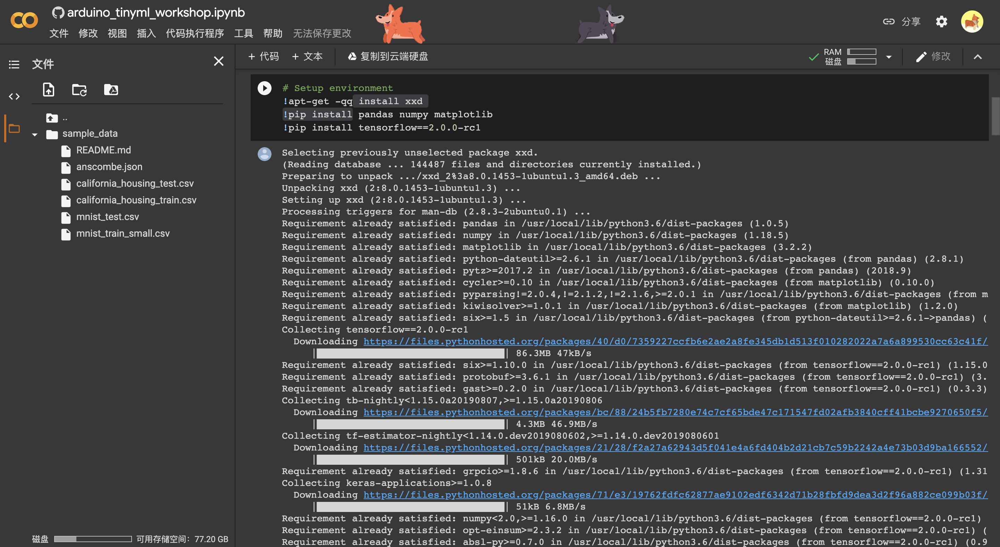 arduino_tinyml_workshop.ipynb
文件 修改 视图 插入 代码执行程序 工具 帮助 无法保存更改
分享
文件
..
sample_data
README.md
anscombe.json
california_housing_test.csv
california_housing_train.csv
mnist_test.csv
mnist_train_small.csv
磁盘 可用存储空间：77.20 GB
+ 代码 + 文本 复制到云端硬盘
RAM
磁盘
修改
# Setup environment
!apt-get -qq install xxd
!pip install pandas numpy matplotlib
!pip install tensorflow==2.0.0-rc1
Selecting previously unselected package xxd.
(Reading database ... 144487 files and directories currently installed.)
Preparing to unpack .../xxd_2%3a8.0.1453-1ubuntu1.3_amd64.deb ...
Unpacking xxd (2:8.0.1453-1ubuntu1.3) ...
Setting up xxd (2:8.0.1453-1ubuntu1.3) ...
Processing triggers for man-db (2.8.3-2ubuntu0.1) ...
Requirement already satisfied: pandas in /usr/local/lib/python3.6/dist-packages (1.0.5)
Requirement already satisfied: numpy in /usr/local/lib/python3.6/dist-packages (1.18.5)
Requirement already satisfied: matplotlib in /usr/local/lib/python3.6/dist-packages (3.2.2)
Requirement already satisfied: python-dateutil>=2.6.1 in /usr/local/lib/python3.6/dist-packages (from pandas) (2.8.1)
Requirement already satisfied: pytz>=2017.2 in /usr/local/lib/python3.6/dist-packages (from pandas) (2018.9)
Requirement already satisfied: cycler>=0.10 in /usr/local/lib/python3.6/dist-packages (from matplotlib) (0.10.0)
Requirement already satisfied: pyparsing!=2.0.4,!=2.1.2,!=2.1.6,>=2.0.1 in /usr/local/lib/python3.6/dist-packages (from m
Requirement already satisfied: kiwisolver>=1.0.1 in /usr/local/lib/python3.6/dist-packages (from matplotlib) (1.2.0)
Requirement already satisfied: six>=1.5 in /usr/local/lib/python3.6/dist-packages (from python-dateutil>=2.6.1->pandas) (
Collecting tensorflow==2.0.0-rc1
Downloading https://files.pythonhosted.org/packages/40/d0/7359227ccfb6e2ae2a8fe345db1d513f010282022a7a6a899530cc63c41f/
86.3MB 47kB/s
Requirement already satisfied: six>=1.10.0 in /usr/local/lib/python3.6/dist-packages (from tensorflow==2.0.0-rc1) (1.15.0
Requirement already satisfied: protobuf>=3.6.1 in /usr/local/lib/python3.6/dist-packages (from tensorflow==2.0.0-rc1) (3.
Requirement already satisfied: gast>=0.2.0 in /usr/local/lib/python3.6/dist-packages (from tensorflow==2.0.0-rc1) (0.3.3)
Collecting tb-nightly<1.15.0a20190807,>=1.15.0a20190806
Downloading https://files.pythonhosted.org/packages/bc/88/24b5fb7280e74c7cf65bde47c171547fd02afb3840cff41bcbe9270650f5/
4.3MB 46.9MB/s
Collecting tf-estimator-nightly<1.14.0.dev2019080602,>=1.14.0.dev2019080601
Downloading https://files.pythonhosted.org/packages/21/28/f2a27a62943d5f041e4a6fd404b2d21cb7c59b2242a4e73b03d9ba166552/
501kB 20.0MB/s
Requirement already satisfied: grpcio>=1.8.6 in /usr/local/lib/python3.6/dist-packages (from tensorflow==2.0.0-rc1) (1.31
Collecting keras-applications>=1.0.8
Downloading https://files.pythonhosted.org/packages/71/e3/19762fdfc62877ae9102edf6342d71b28fbfd9dea3d2f96a882ce099b03f/
51kB 6.8MB/s
Requirement already satisfied: numpy<2.0,>=1.16.0 in /usr/local/lib/python3.6/dist-packages (from tensorflow==2.0.0-rc1)
Requirement already satisfied: opt-einsum>=2.3.2 in /usr/local/lib/python3.6/dist-packages (from tensorflow==2.0.0-rc1) (
Requirement already satisfied: absl-py>=0.7.0 in /usr/local/lib/python3.6/dist-packages (from tensorflow==2.0.0-rc1) (0.9